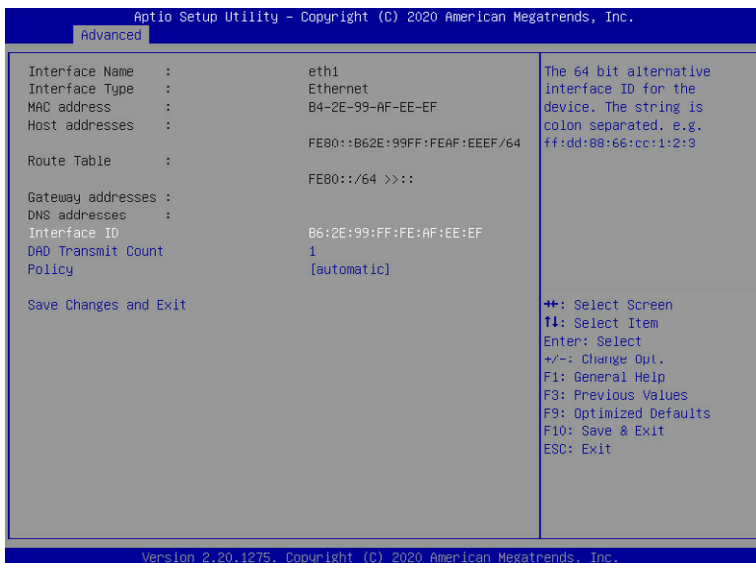 Aptio Setup Utility – Copyright (C) 2020 American Megatrends, Inc.
Advanced
Interface Name : eth1
Interface Type : Ethernet
MAC address : B4-2E-99-AF-EE-EF
Host addresses :
FE80::B62E:99FF:FEAF:EEEF/64
Route Table :
FE80::/64 >>::
Gateway addresses :
DNS addresses :
Interface ID B6:2E:99:FF:FE:AF:EE:EF
DAD Transmit Count 1
Policy [automatic]
Save Changes and Exit
The 64 bit alternative
interface ID for the
device. The string is
colon separated. e.g.
ff:dd:88:66:cc:1:2:3
→←: Select Screen
↑↓: Select Item
Enter: Select
+/-: Change Opt.
F1: General Help
F3: Previous Values
F9: Optimized Defaults
F10: Save & Exit
ESC: Exit
Version 2.20.1275. Copyright (C) 2020 American Megatrends, Inc.